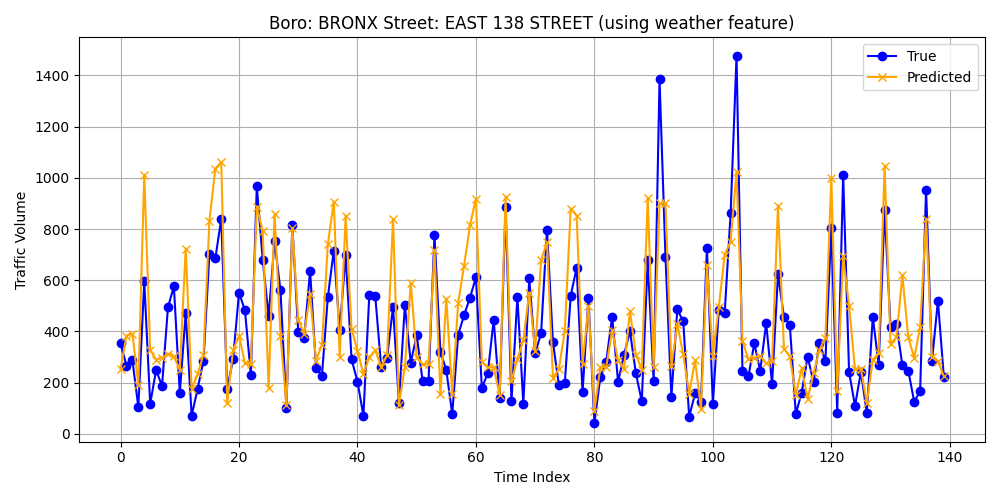 Boro: BRONX Street: EAST 138 STREET (using weather feature)
True
Predicted
Traffic Volume
1400
1200
1000
800
600
400
200
0
0 20 40 60 80 100 120 140
Time Index